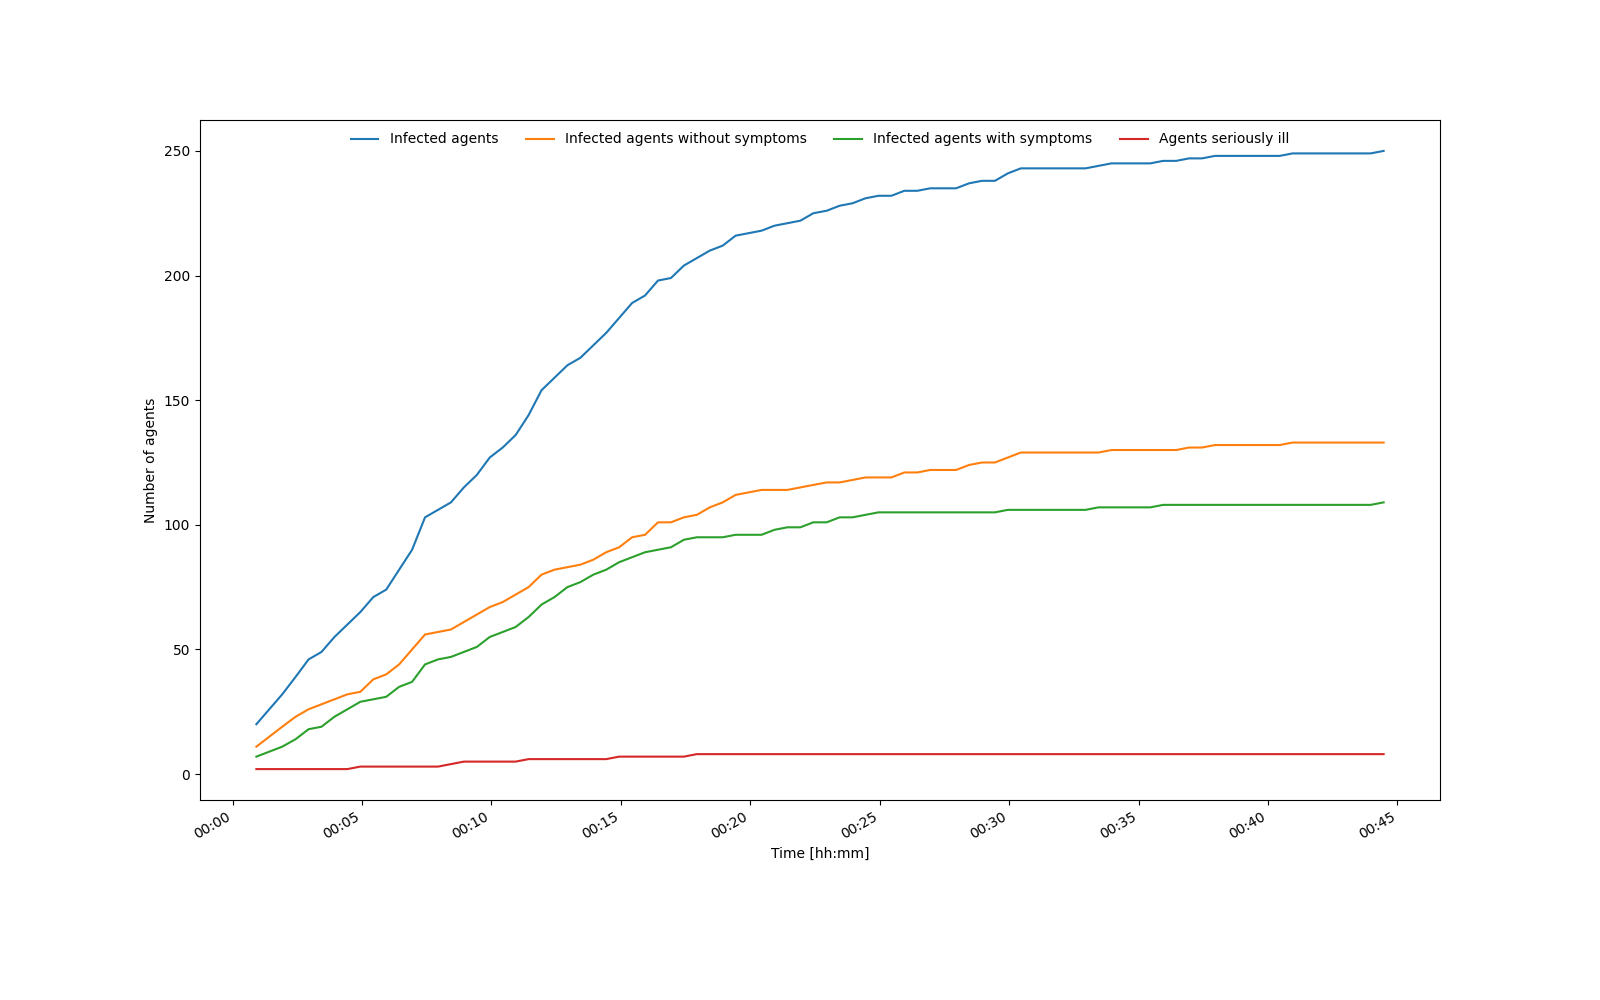 Infected agents Infected agents without symptoms Infected agents with symptoms Agents seriously ill
250
200
150
100
50
0
Number of agents
00:00 00:05 00:10 00:15 00:20 00:25 00:30 00:35 00:40 00:45
Time [hh:mm]